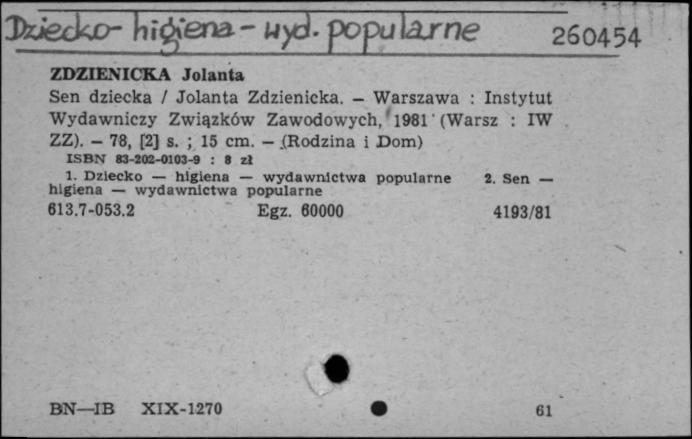 Dziecko - higiena - wyd. popularne 260454
ZDZIENICKA Jolanta
Sen dziecka / Jolanta Zdzienicka. — Warszawa : Instytut
Wydawniczy Związków Zawodowych, 1981 (Warsz : IW
ZZ). — 78, [2] s. ; 15 cm. — (Rodzina i Dom)
ISBN 83-202-0103-9 : 8 zł
1. Dziecko — higiena — wydawnictwa popularne 2. Sen —
higiena — wydawnictwa popularne
613.7-053.2 Egz. 60000 4193/81
BN—IB XIX-1270 61